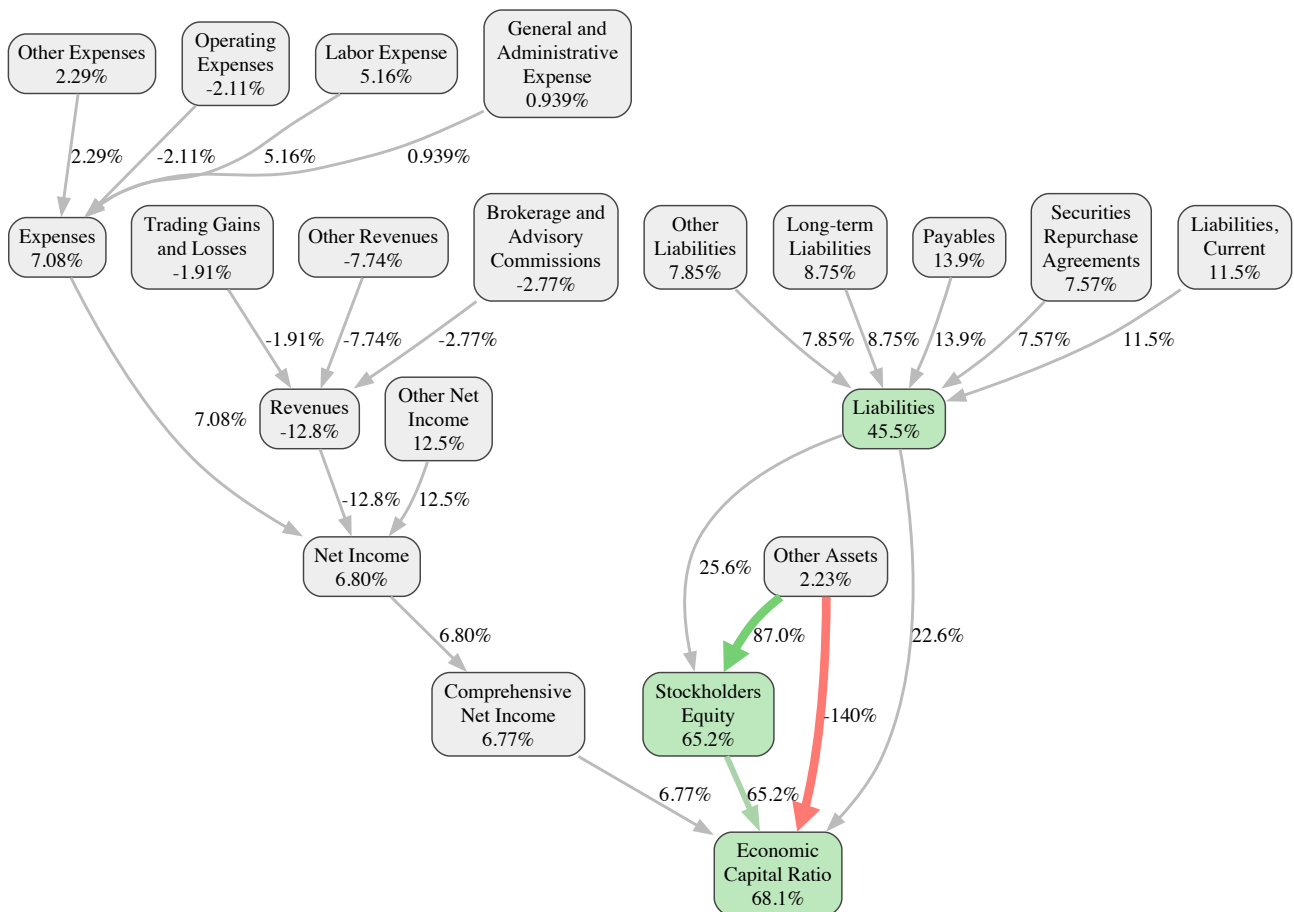 Other Expenses
2.29%
Operating
Expenses
-2.11%
Labor Expense
5.16%
General and
Administrative
Expense
0.939%
2.29%
-2.11%
5.16%
0.939%
Expenses
7.08%
Trading Gains
and Losses
-1.91%
Other Revenues
-7.74%
Brokerage and
Advisory
Commissions
-2.77%
Other
Liabilities
7.85%
Long-term
Liabilities
8.75%
Payables
13.9%
Securities
Repurchase
Agreements
7.57%
Liabilities,
Current
11.5%
-1.91%
-7.74%
-2.77%
7.85%
8.75%
13.9%
7.57%
11.5%
7.08%
Revenues
-12.8%
Other Net
Income
12.5%
Liabilities
45.5%
-12.8%
12.5%
Net Income
6.80%
25.6%
Other Assets
2.23%
6.80%
87.0%
22.6%
Comprehensive
Net Income
6.77%
Stockholders
Equity
65.2%
-140%
6.77%
65.2%
Economic
Capital Ratio
68.1%